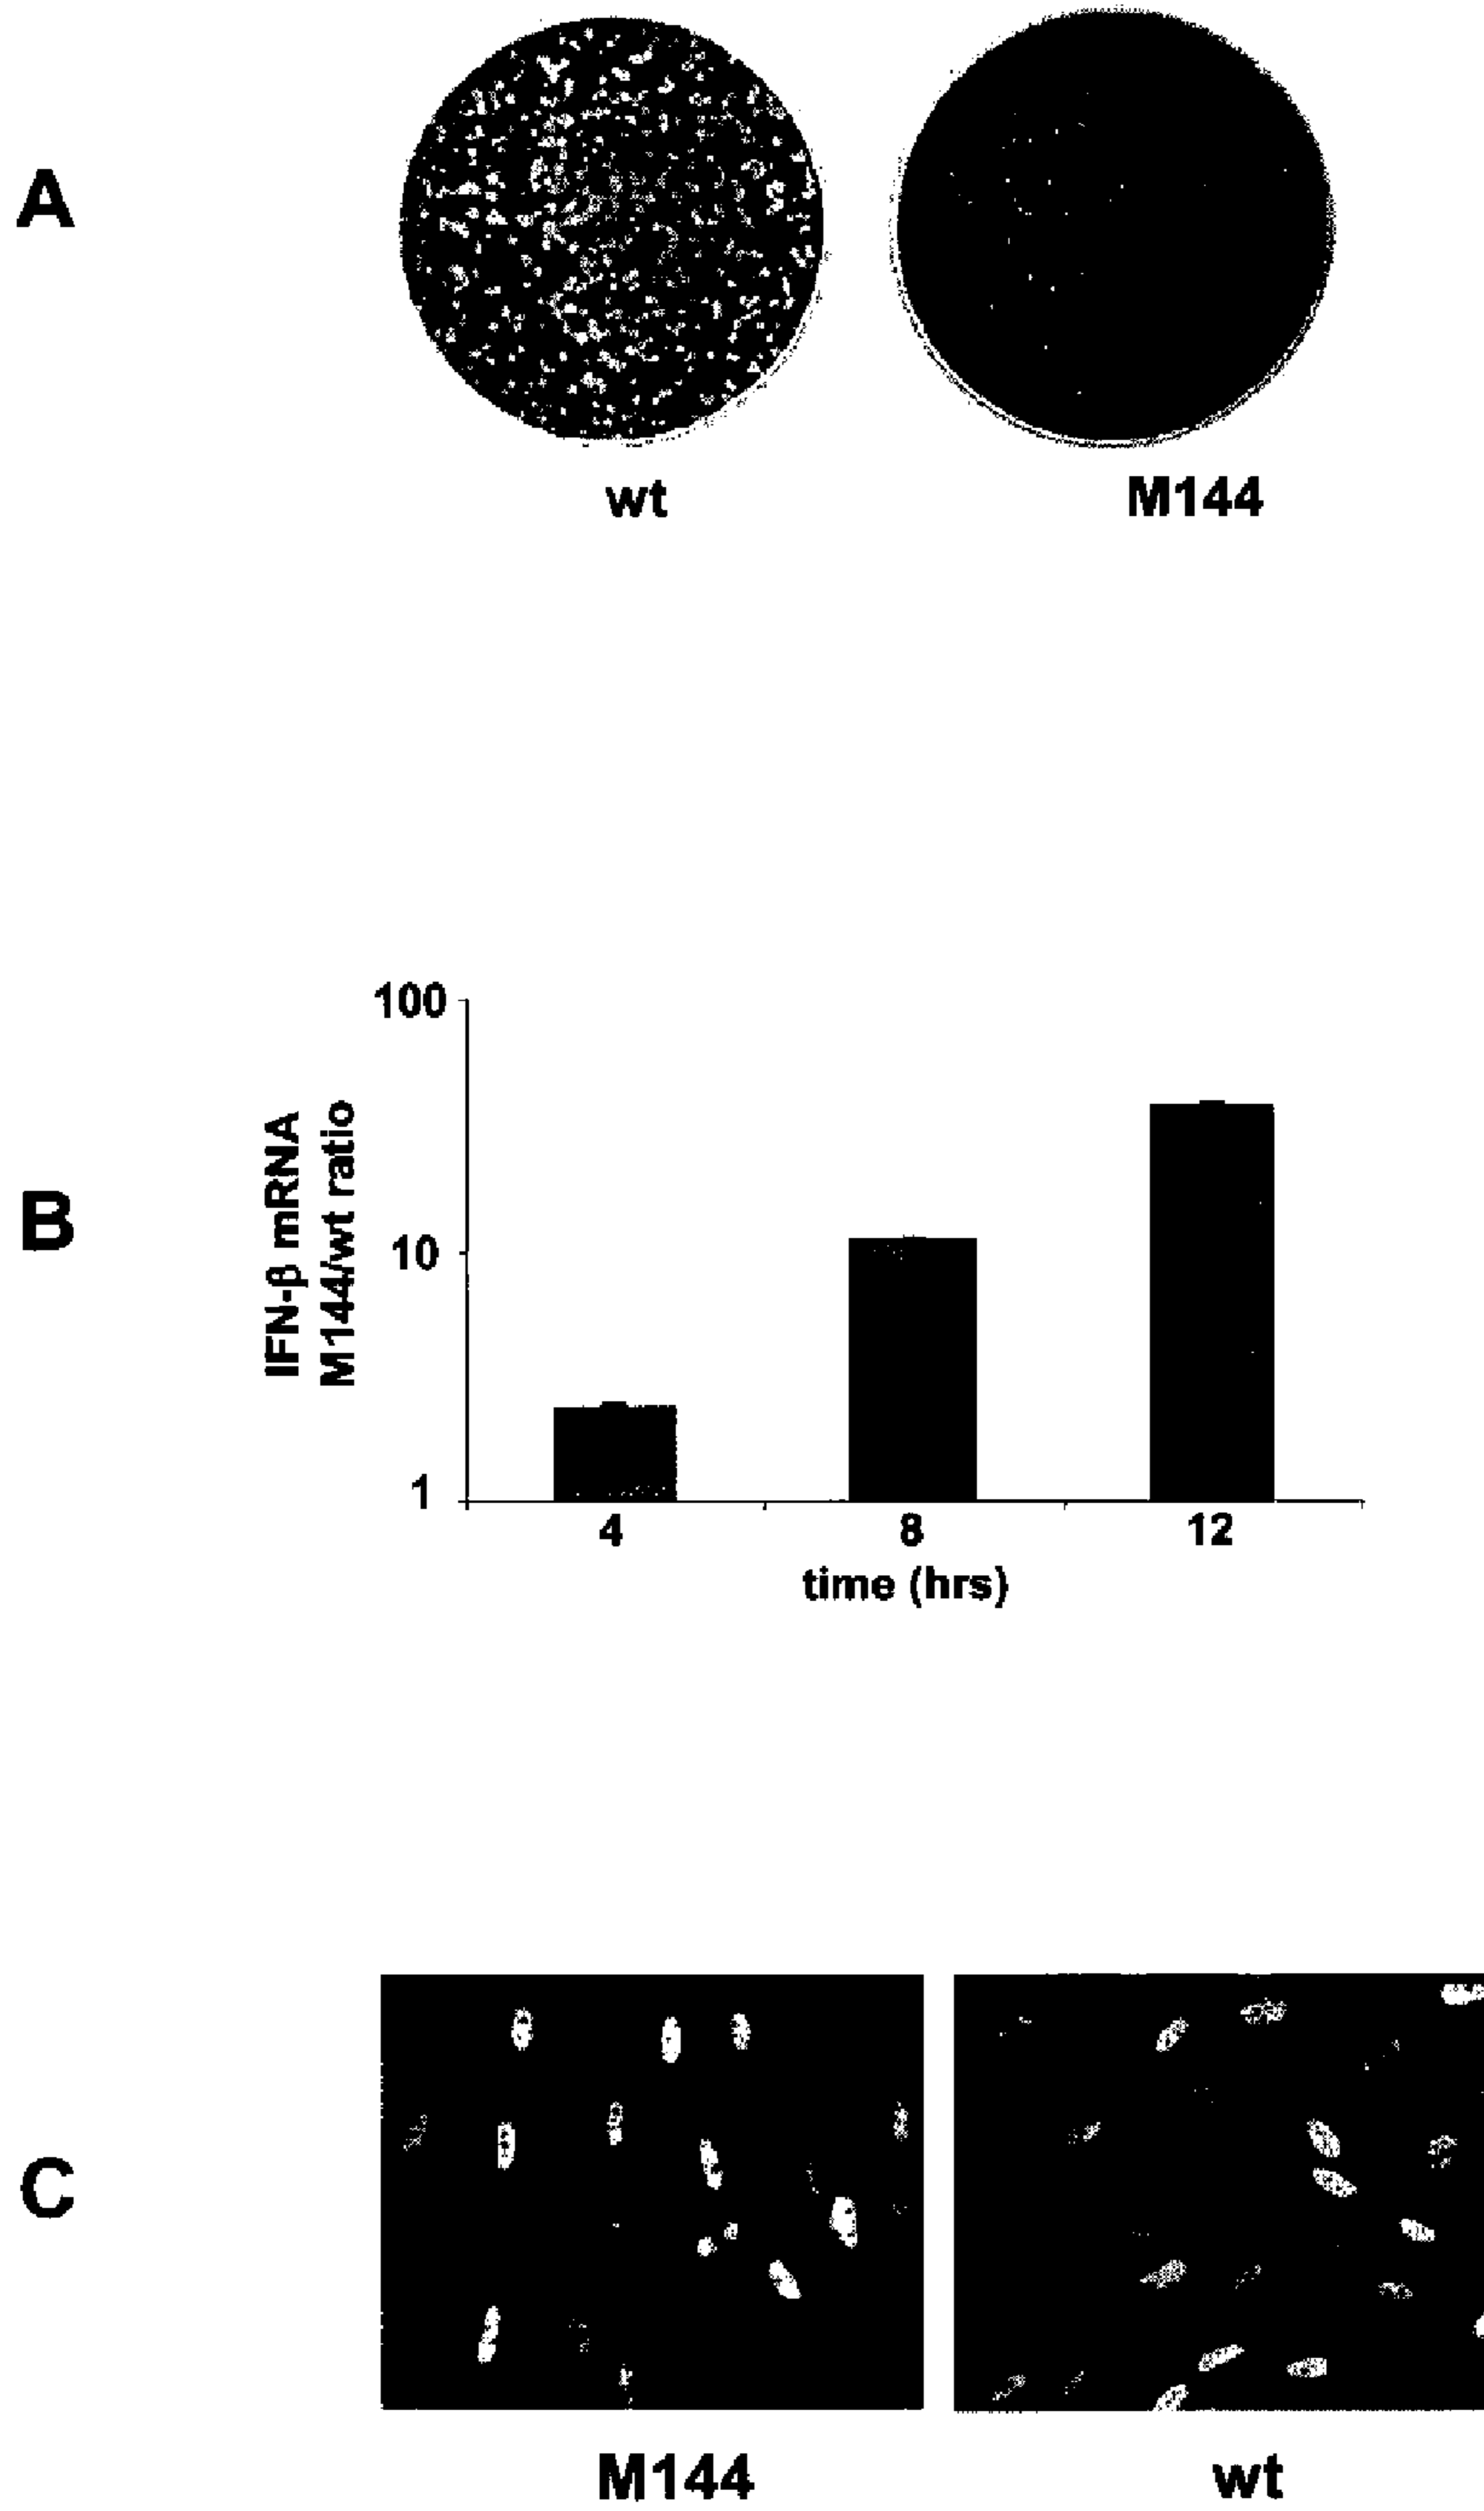 A
wt M144
B
IFN-p mRNA
M144/wt ratio
100
10
1
4 8 12
time (hrs)
C
M144 wt